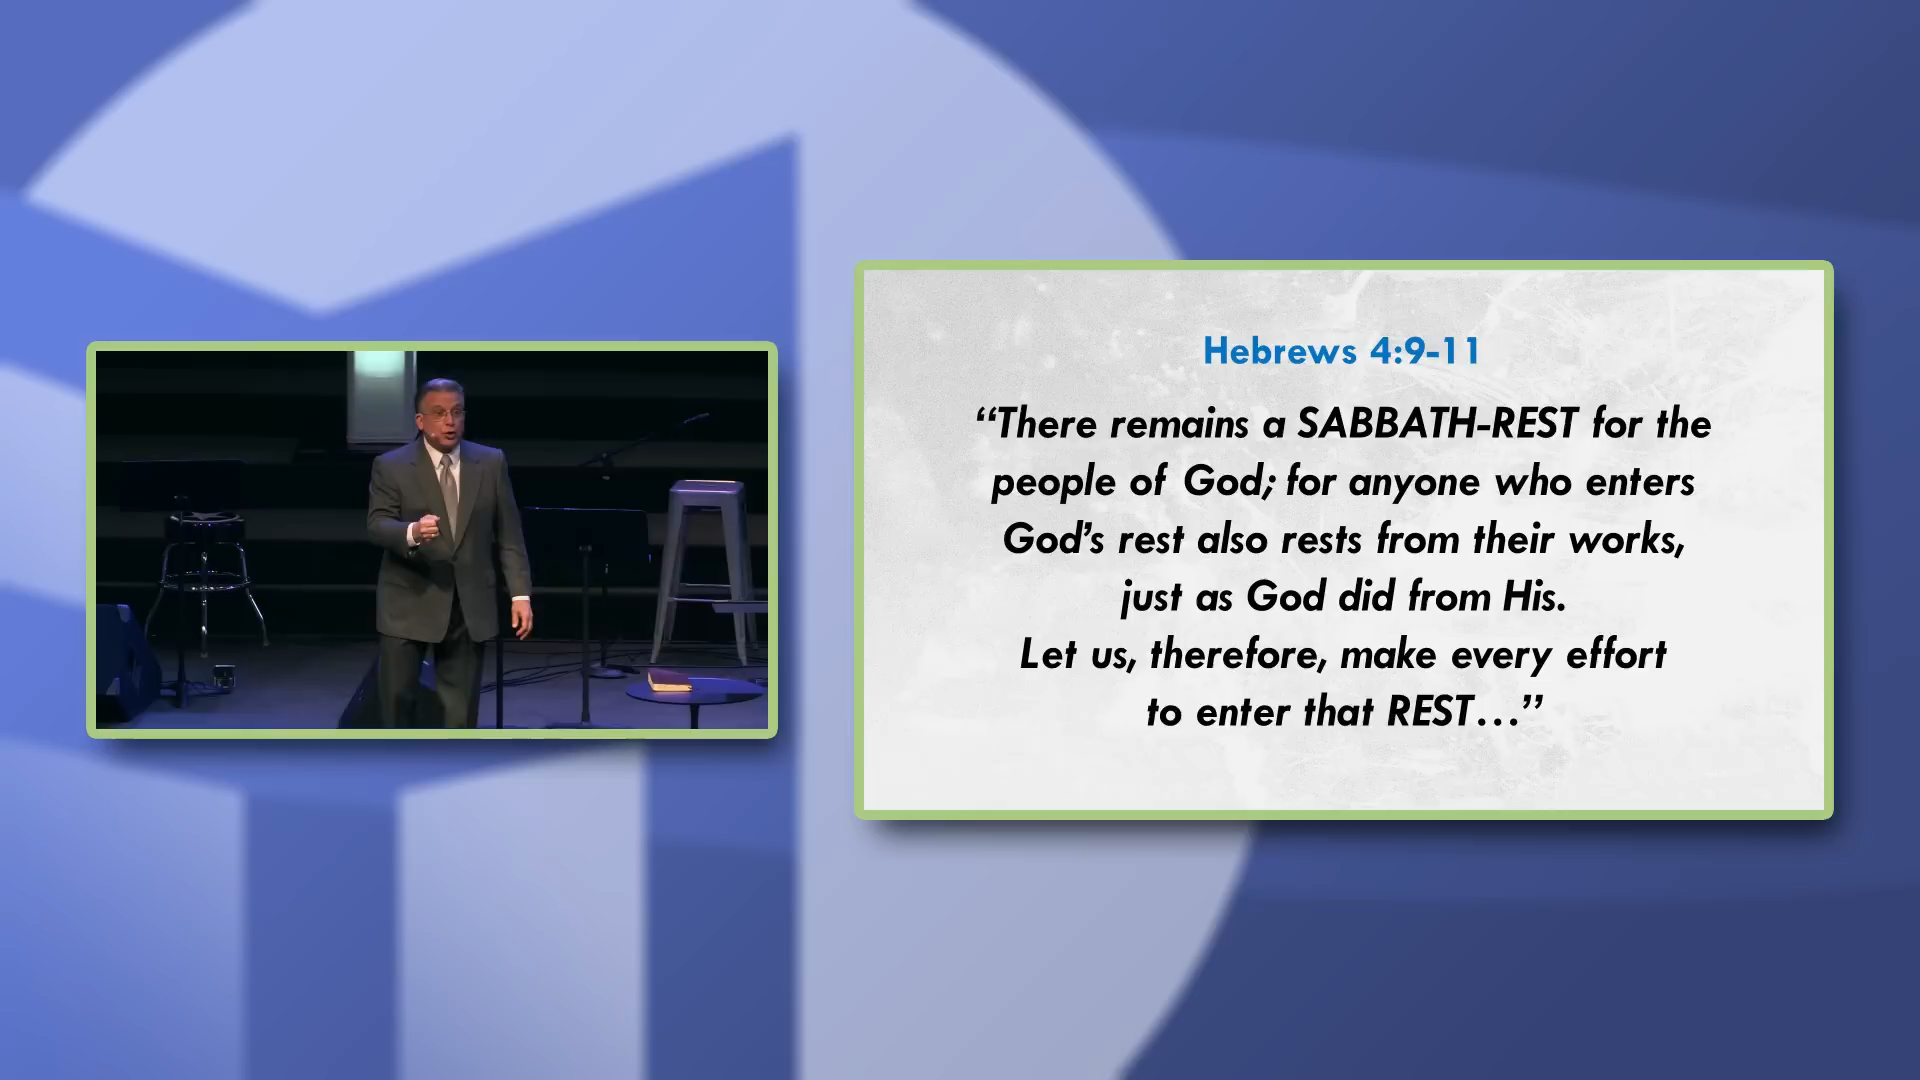 Hebrews 4:9-11
“There remains a SABBATH-REST for the
people of God; for anyone who enters
God’s rest also rests from their works,
just as God did from His.
Let us, therefore, make every effort
to enter that REST…”